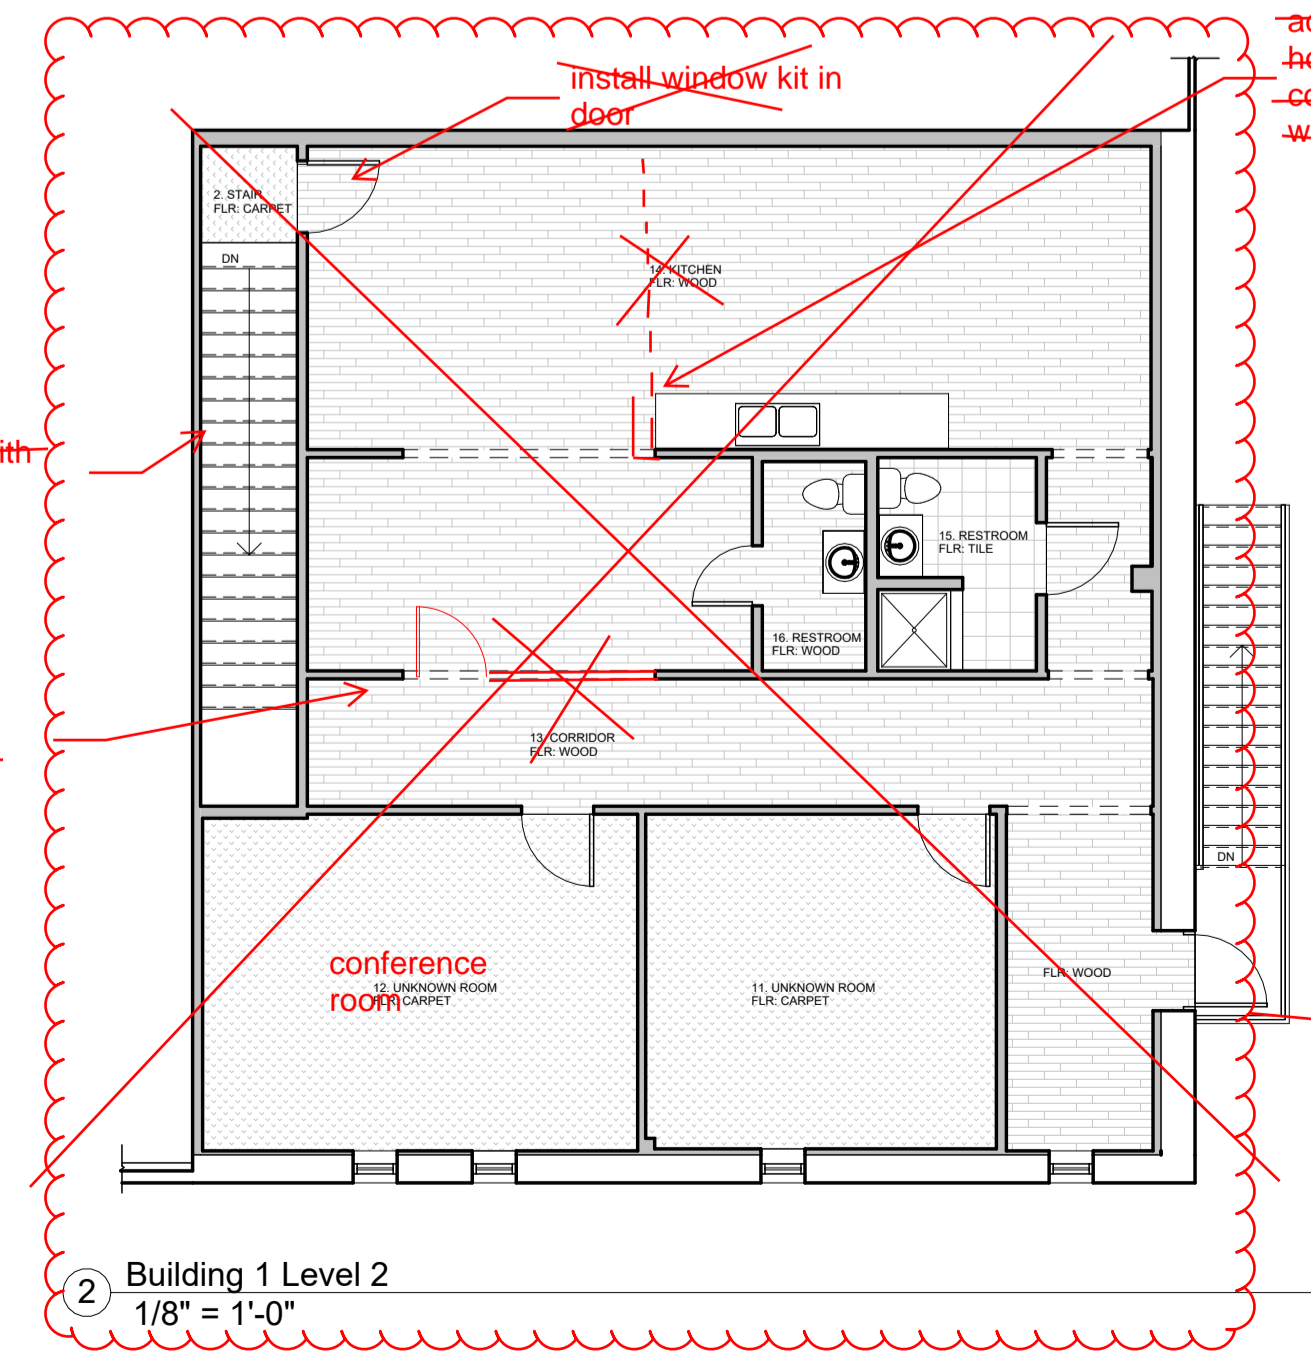 install window kit in
door
2. STAIR
FLR: CARPET
DN
14. KITCHEN
FLR: WOOD
ith
15. RESTROOM
FLR: TILE
16. RESTROOM
FLR: WOOD
13. CORRIDOR
FLR: WOOD
DN
conference
room
12. UNKNOWN ROOM
FLR: CARPET
11. UNKNOWN ROOM
FLR: CARPET
FLR: WOOD
2
Building 1 Level 2
1/8" = 1'-0"